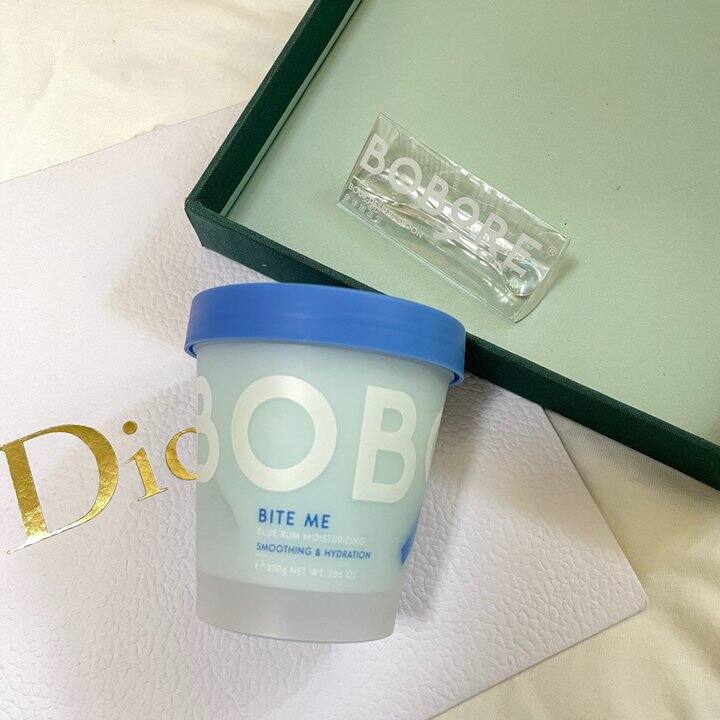 BOBORE®
Dio
BOBO
BITE ME
BLUE RUM MOISTURIZING
SMOOTHING & HYDRATION
℮200g NET WT. 7.05 OZ